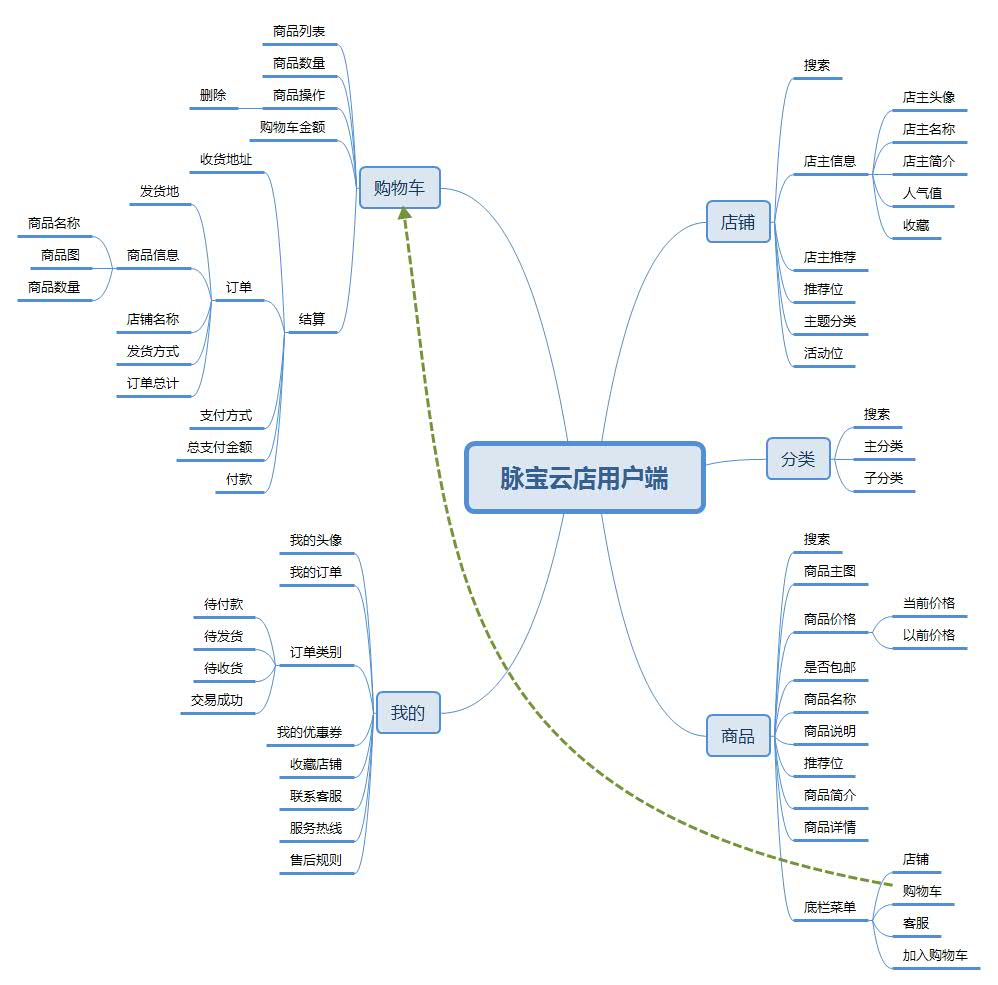 脉宝云店用户端
店铺
搜索
店主信息
店主头像
店主名称
店主简介
人气值
收藏
店主推荐
推荐位
主题分类
活动位
分类
搜索
主分类
子分类
商品
搜索
商品主图
商品价格
当前价格
以前价格
是否包邮
商品名称
商品说明
推荐位
商品简介
商品详情
底栏菜单
店铺
购物车
客服
加入购物车
购物车
商品列表
商品数量
商品操作
删除
购物车金额
结算
收货地址
订单
发货地
商品信息
商品名称
商品图
商品数量
店铺名称
发货方式
订单总计
支付方式
总支付金额
付款
我的
我的头像
我的订单
订单类别
待付款
待发货
待收货
交易成功
我的优惠券
收藏店铺
联系客服
服务热线
售后规则